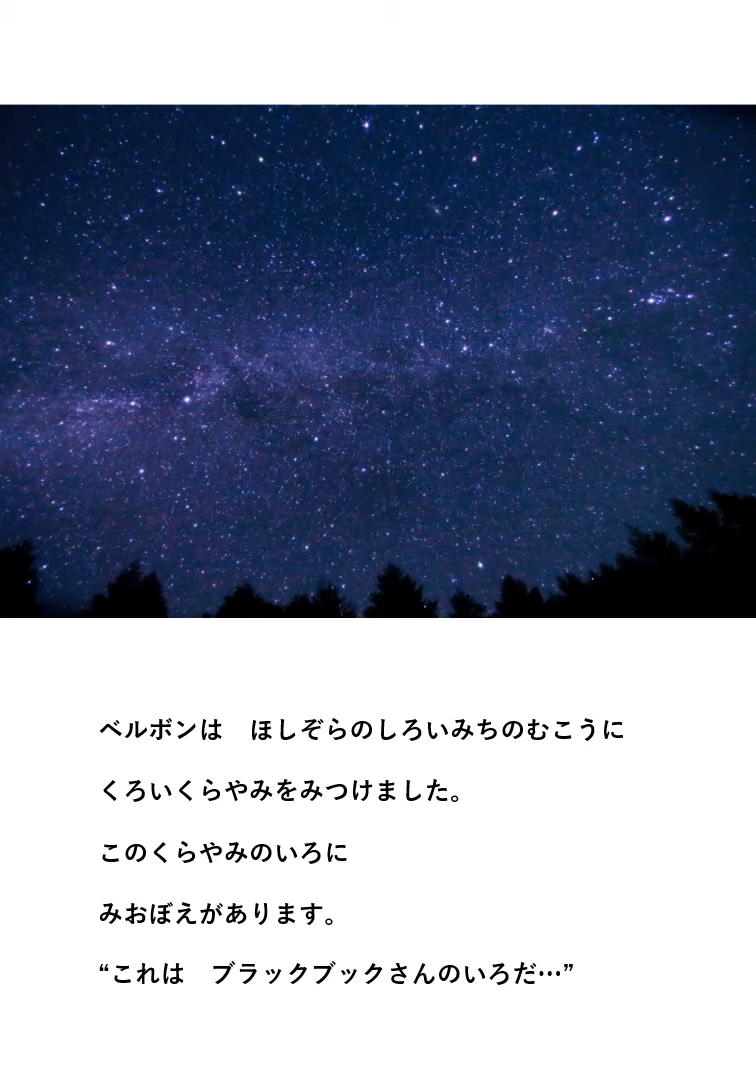 ベルボンは　ほしぞらのしろいみちのむこうに
くろいくらやみをみつけました。
このくらやみのいろに
みおぼえがあります。
“これは　ブラックブックさんのいろだ…”